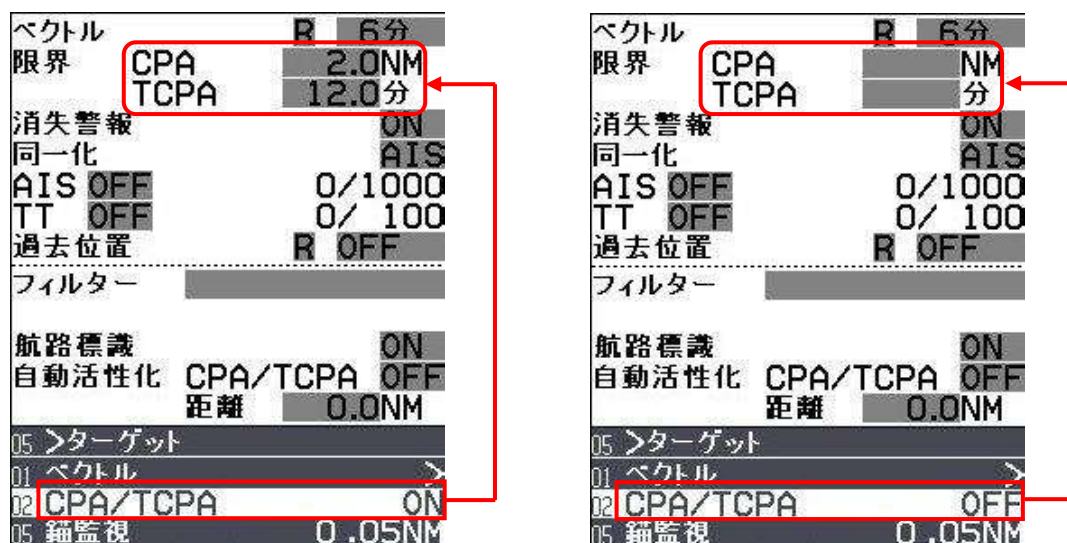 ベクトル R 6分
限界 CPA 2.0NM
TCPA 12.0分
消失警報 ON
同一化 AIS
AIS OFF 0/1000
TT OFF 0/ 100
過去位置 R OFF
フィルター
航路標識 ON
自動活性化 CPA/TCPA OFF
距離 0.0NM
05 >ターゲット
01 ベクトル >
02 CPA/TCPA ON
05 錨監視 0.05NM
ベクトル R 6分
限界 CPA NM
TCPA 分
消失警報 ON
同一化 AIS
AIS OFF 0/1000
TT OFF 0/ 100
過去位置 R OFF
フィルター
航路標識 ON
自動活性化 CPA/TCPA OFF
距離 0.0NM
05 >ターゲット
01 ベクトル >
02 CPA/TCPA OFF
05 錨監視 0.05NM